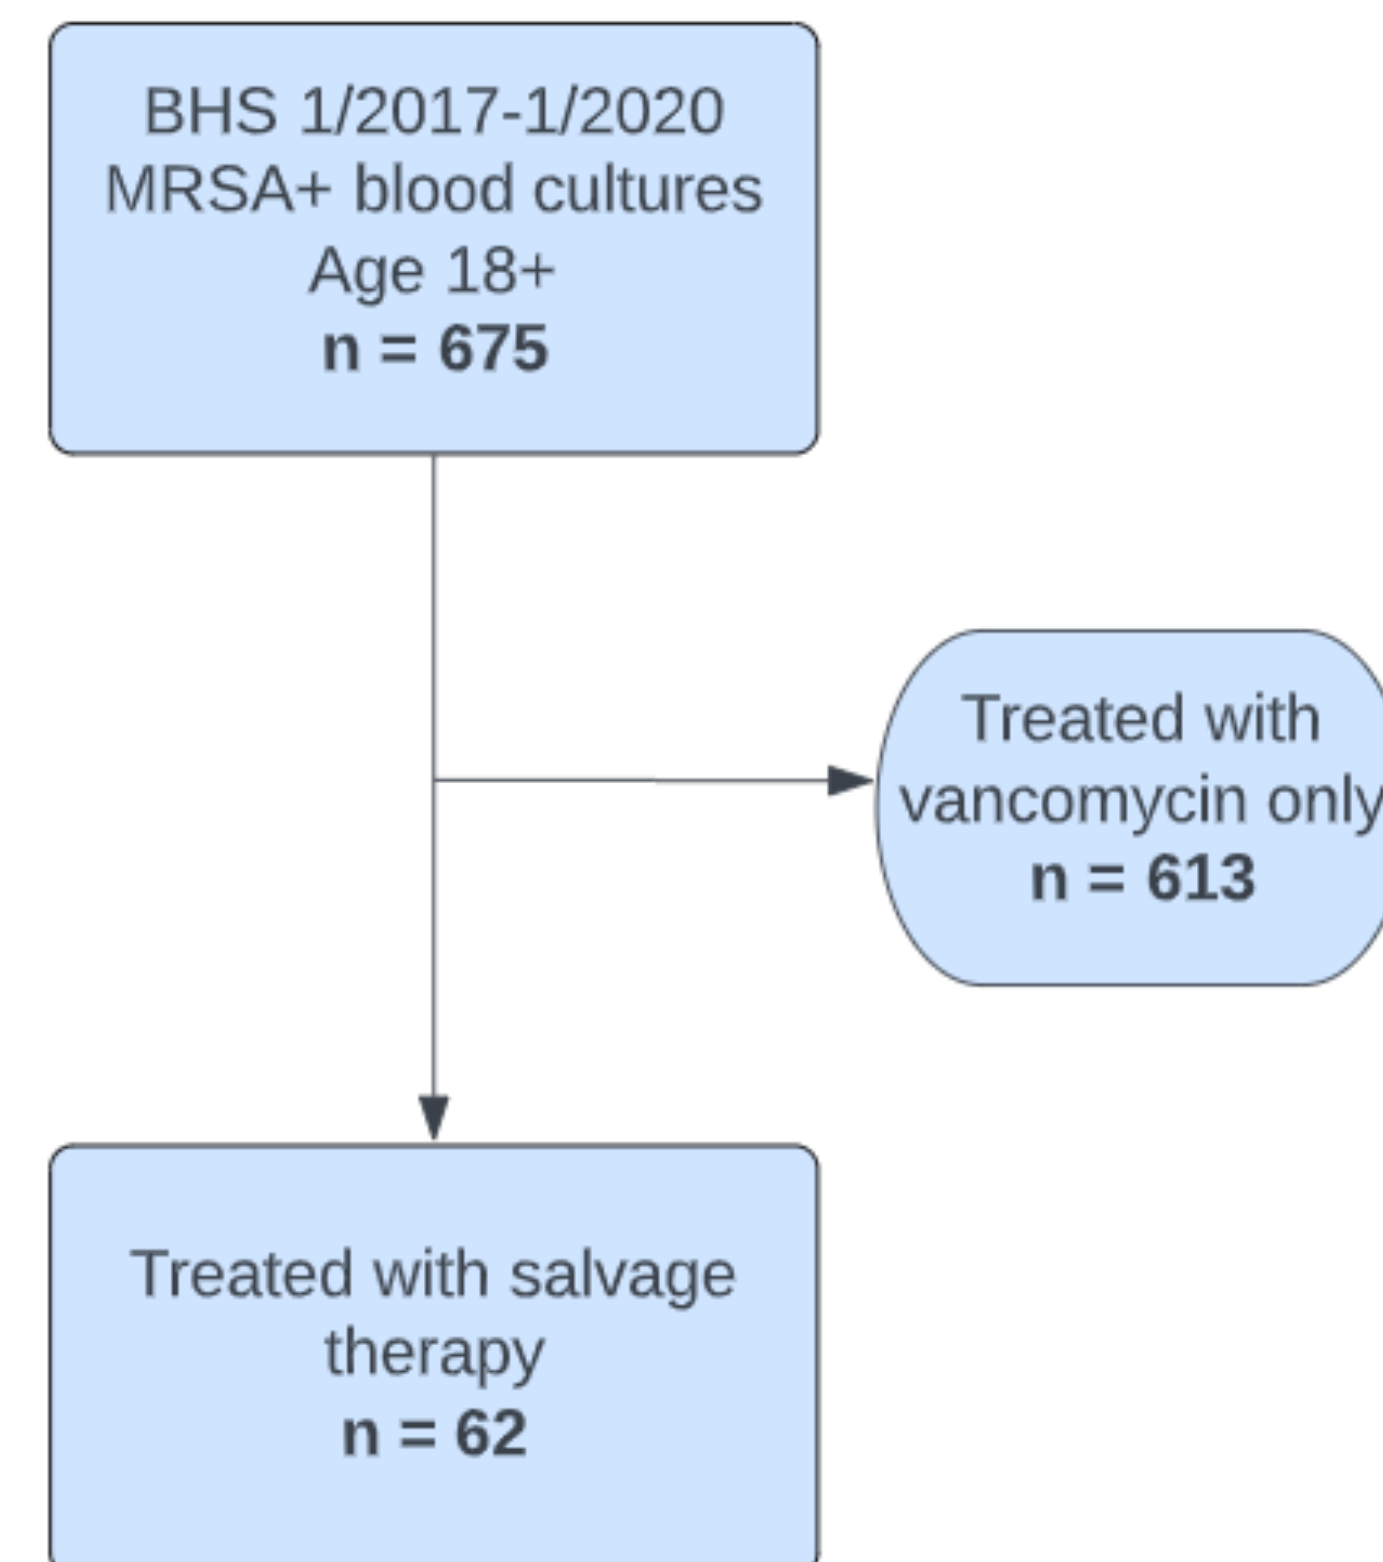 BHS 1/2017-1/2020
MRSA+ blood cultures
Age 18+
n = 675
Treated with
vancomycin only
n = 613
Treated with salvage
therapy
n = 62